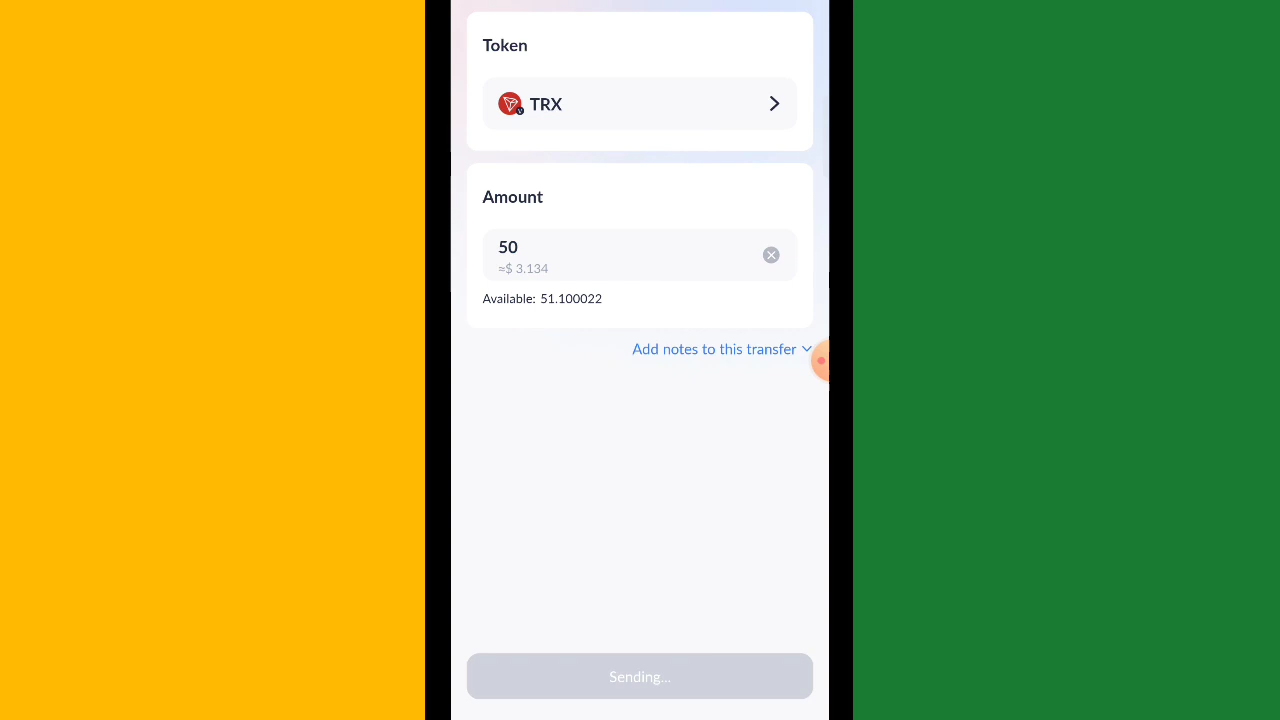 Token
TRX
Amount
50
≈$ 3.134
Available: 51.100022
Add notes to this transfer
Sending...